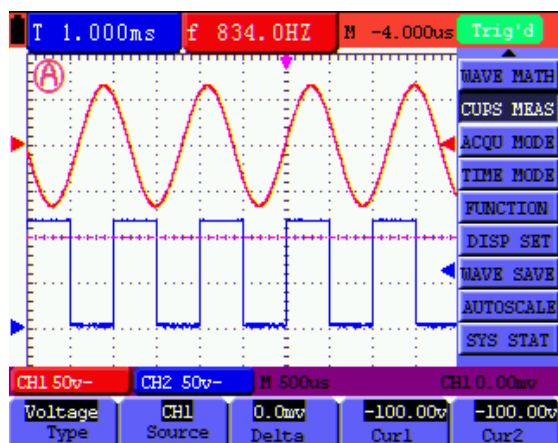 T 1.000ms f 834.0HZ M -4.000us Trig'd
A
WAVE MATH
CURS MEAS
ACQU MODE
TIME MODE
FUNCTION
DISP SET
WAVE SAVE
AUTOSCALE
SYS STAT
CH1 50v- CH2 50v- M 500us CH1 0.00mv
Voltage CH1 0.0mv -100.00v -100.00v
Type Source Delta Cur1 Cur2